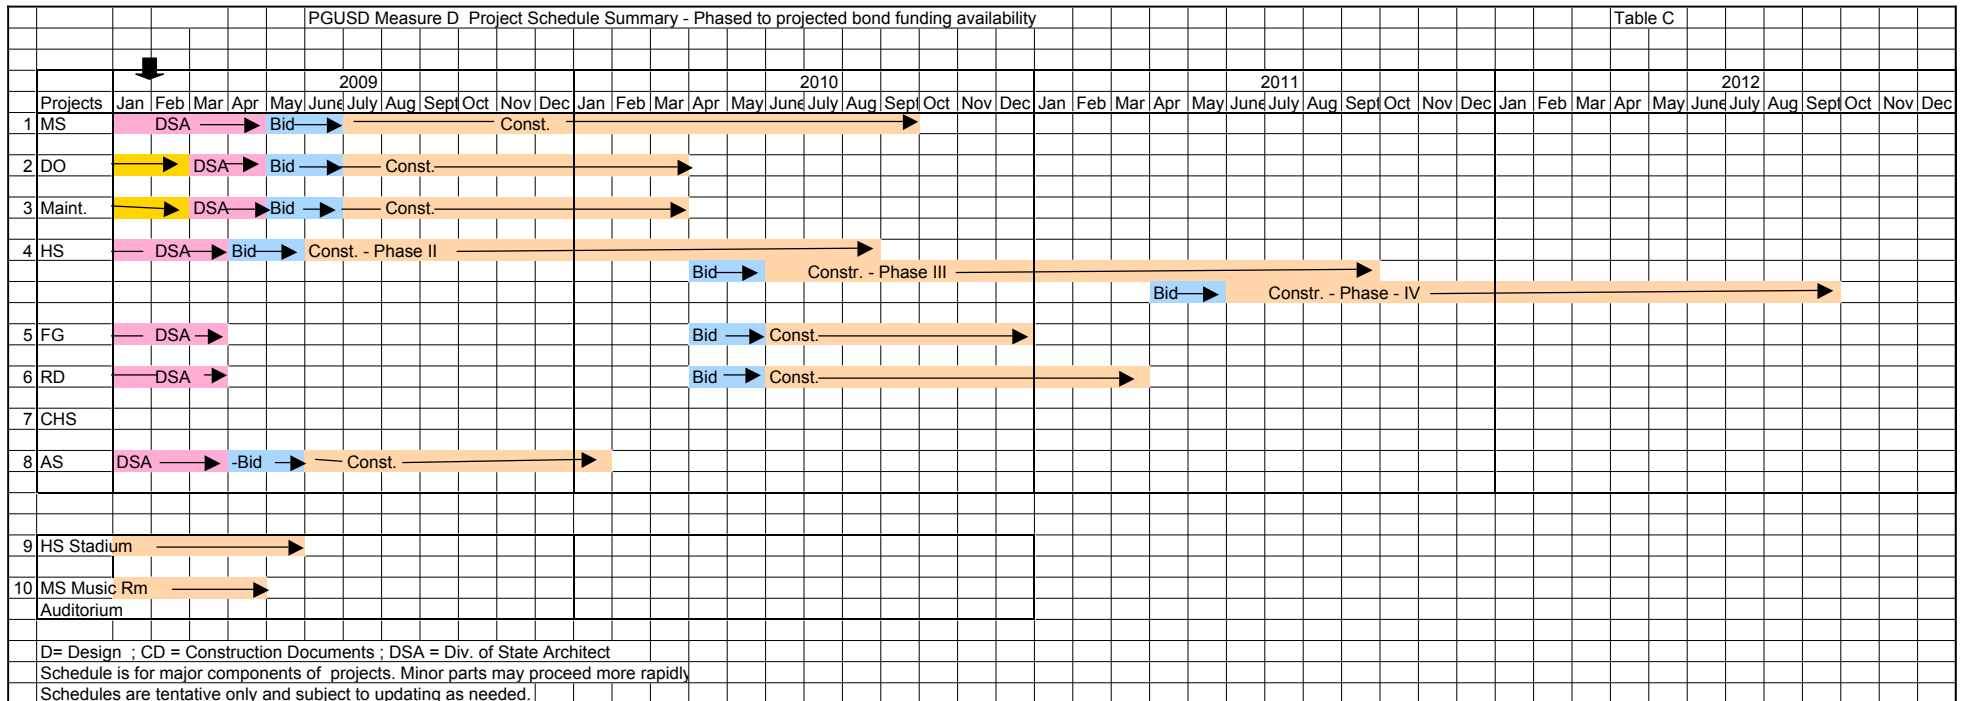 PGUSD Measure D Project Schedule Summary - Phased to projected bond funding availability Table C
2009 2010 2011 2012
Projects Jan Feb Mar Apr May June July Aug Sept Oct Nov Dec Jan Feb Mar Apr May June July Aug Sept Oct Nov Dec Jan Feb Mar Apr May June July Aug Sept Oct Nov Dec Jan Feb Mar Apr May June July Aug Sept Oct Nov Dec
1 MS DSA Bid Const.
2 DO DSA Bid Const.
3 Maint. DSA Bid Const.
4 HS DSA Bid Const. - Phase II
Bid Constr. - Phase III
Bid Constr. - Phase - IV
5 FG DSA Bid Const.
6 RD DSA Bid Const.
7 CHS
8 AS DSA -Bid Const.
9 HS Stadium
10 MS Music Rm
Auditorium
D= Design ; CD = Construction Documents ; DSA = Div. of State Architect
Schedule is for major components of projects. Minor parts may proceed more rapidly
Schedules are tentative only and subject to updating as needed.